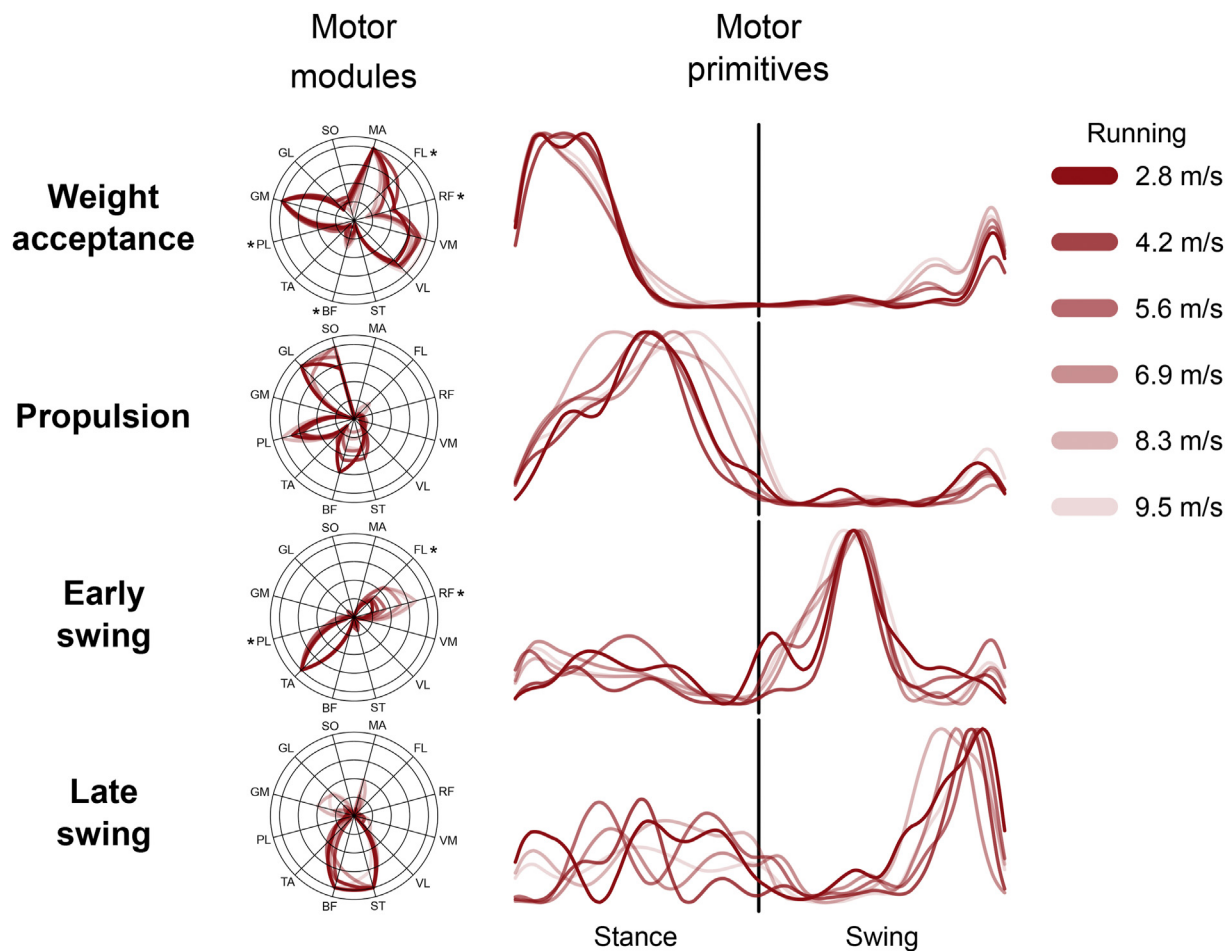 Motor
modules
Motor
primitives
Running
2.8 m/s
4.2 m/s
5.6 m/s
6.9 m/s
8.3 m/s
9.5 m/s
Weight
acceptance
SO
MA
GL
FL *
GM
RF *
* PL
VM
TA
VL
* BF
ST
Propulsion
SO
MA
GL
FL
GM
RF
PL
VM
TA
VL
BF
ST
Early
swing
SO
MA
GL
FL *
GM
RF *
* PL
VM
TA
VL
BF
ST
Late
swing
SO
MA
GL
FL
GM
RF
PL
VM
TA
VL
BF
ST
Stance
Swing